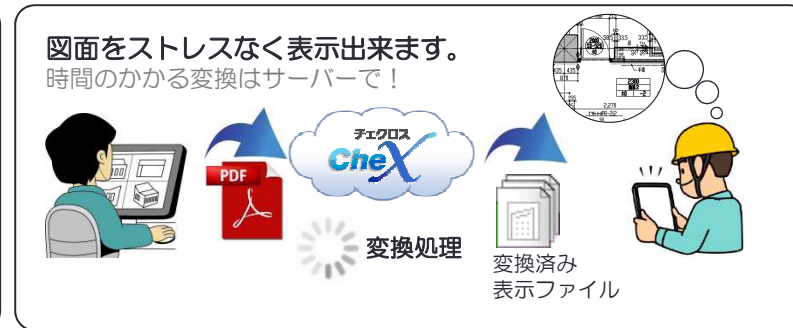 図面をストレスなく表示出来ます。
時間のかかる変換はサーバーで！
チェクロス
CheX
PDF
変換処理
変換済み
表示ファイル
2,270